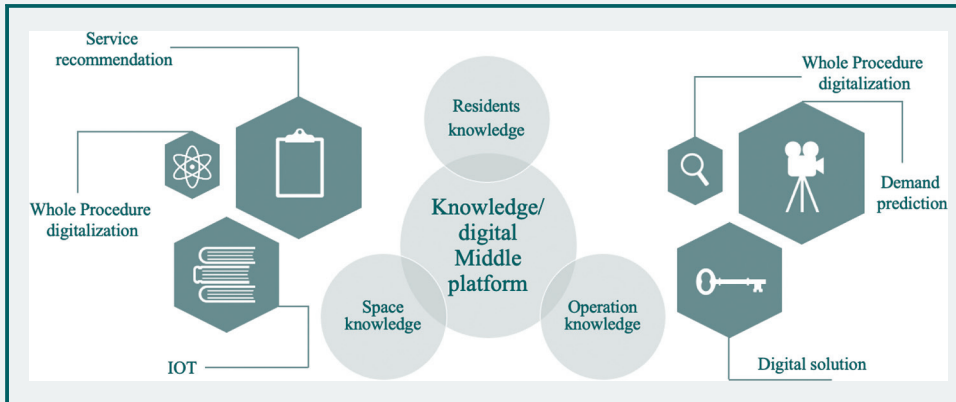 Service
recommendation
Whole Procedure
digitalization
IOT
Residents
knowledge
Knowledge/
digital
Middle
platform
Space
knowledge
Operation
knowledge
Whole Procedure
digitalization
Demand
prediction
Digital solution